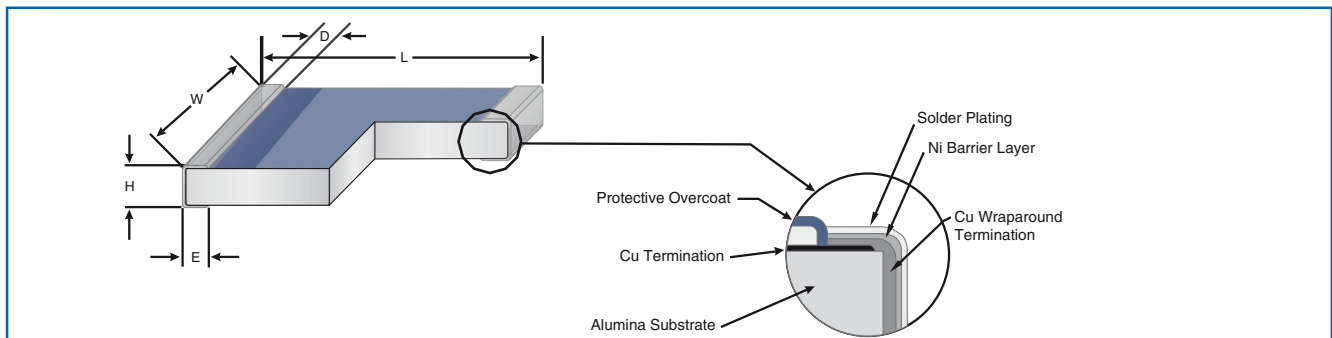 D
L
W
H
E
Solder Plating
Ni Barrier Layer
Protective Overcoat
Cu Wraparound
Termination
Cu Termination
Alumina Substrate